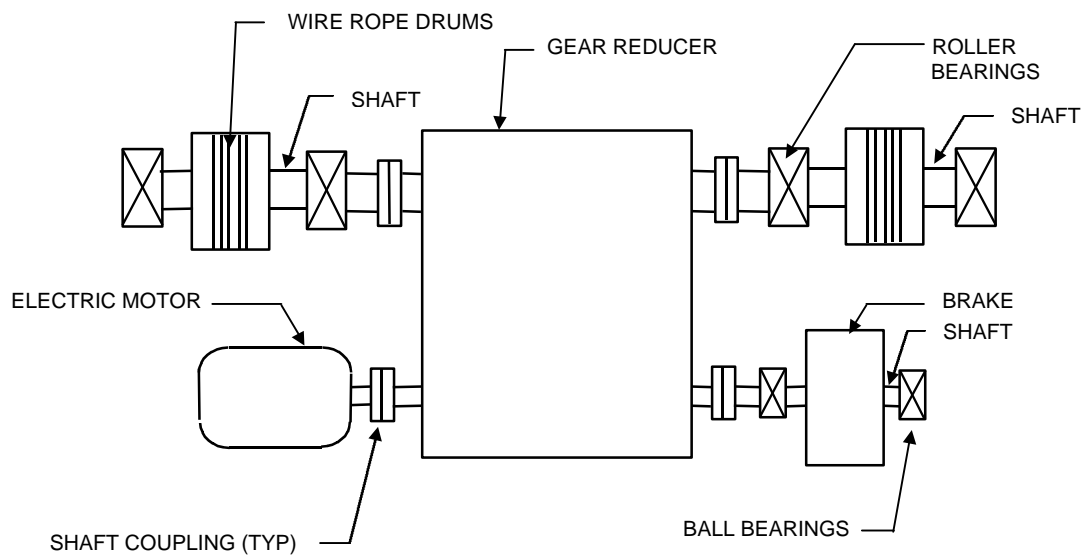 WIRE ROPE DRUMS
GEAR REDUCER
ROLLER
BEARINGS
SHAFT
SHAFT
ELECTRIC MOTOR
BRAKE
SHAFT
SHAFT COUPLING (TYP)
BALL BEARINGS